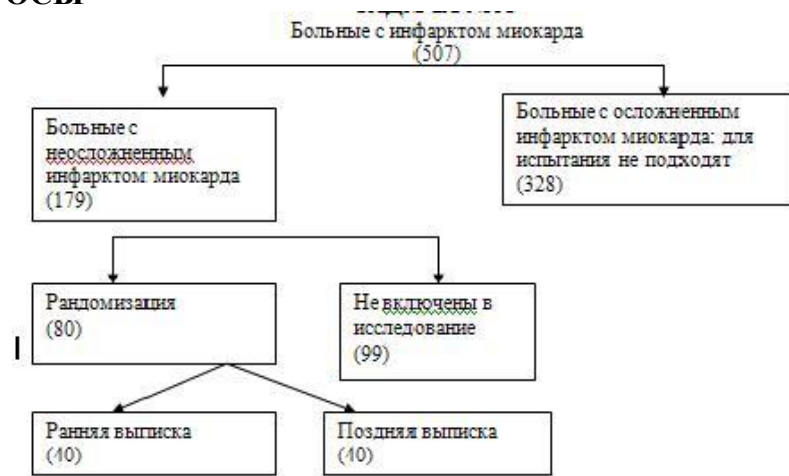 Больные с инфарктом миокарда
(507)
Больные с
неосложненным
инфарктом миокарда
(179)
Больные с осложненным
инфарктом миокарда: для
испытания не подходят
(328)
Рандомизация
(80)
Не включены в
исследование
(99)
Ранняя выписка
(40)
Поздняя выписка
(40)